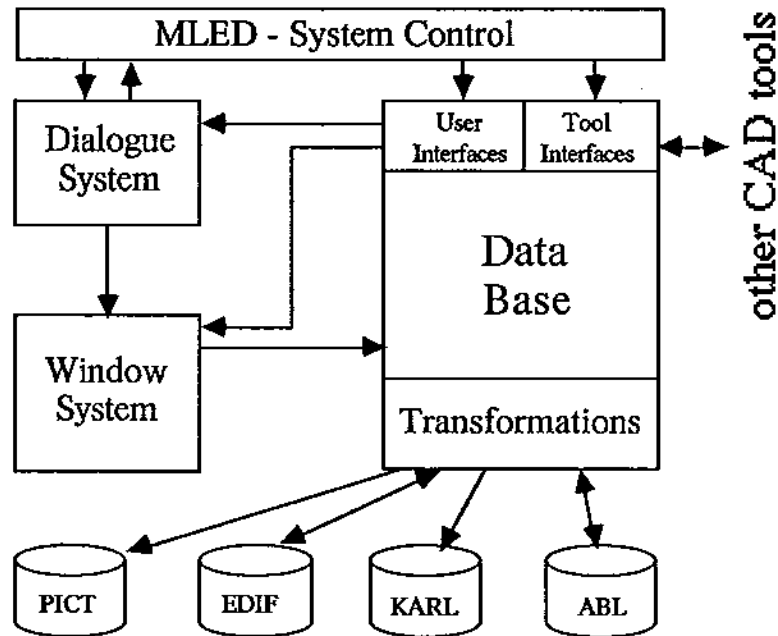 MLED - System Control
Dialogue
System
User
Interfaces
Tool
Interfaces
other CAD tools
Data
Base
Window
System
Transformations
PICT
EDIF
KARL
ABL